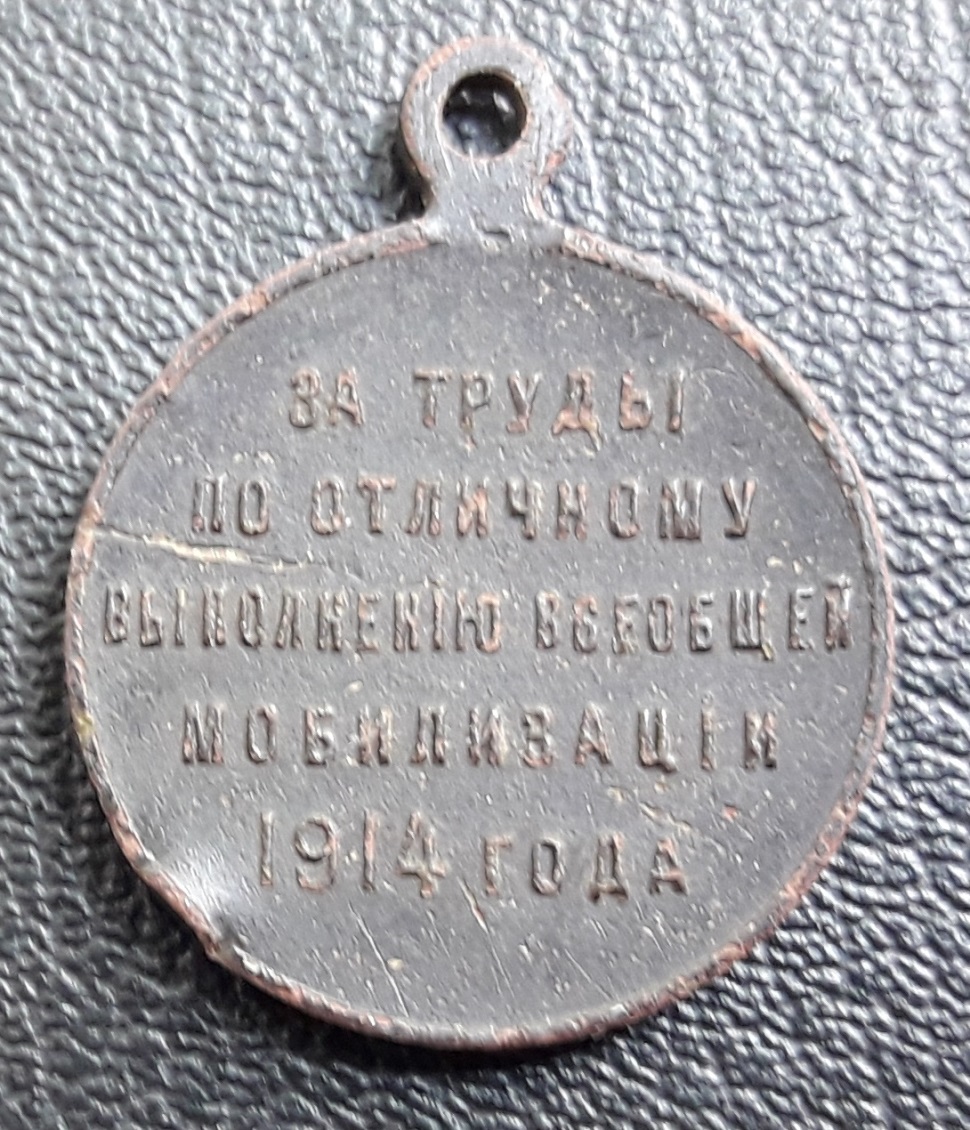 ЗА ТРУДЫ
ПО ОТЛИЧНОМУ
ВЫПОЛНЕНІЮ ВСЕОБЩЕЙ
МОБИЛИЗАЦІИ
1914 ГОДА